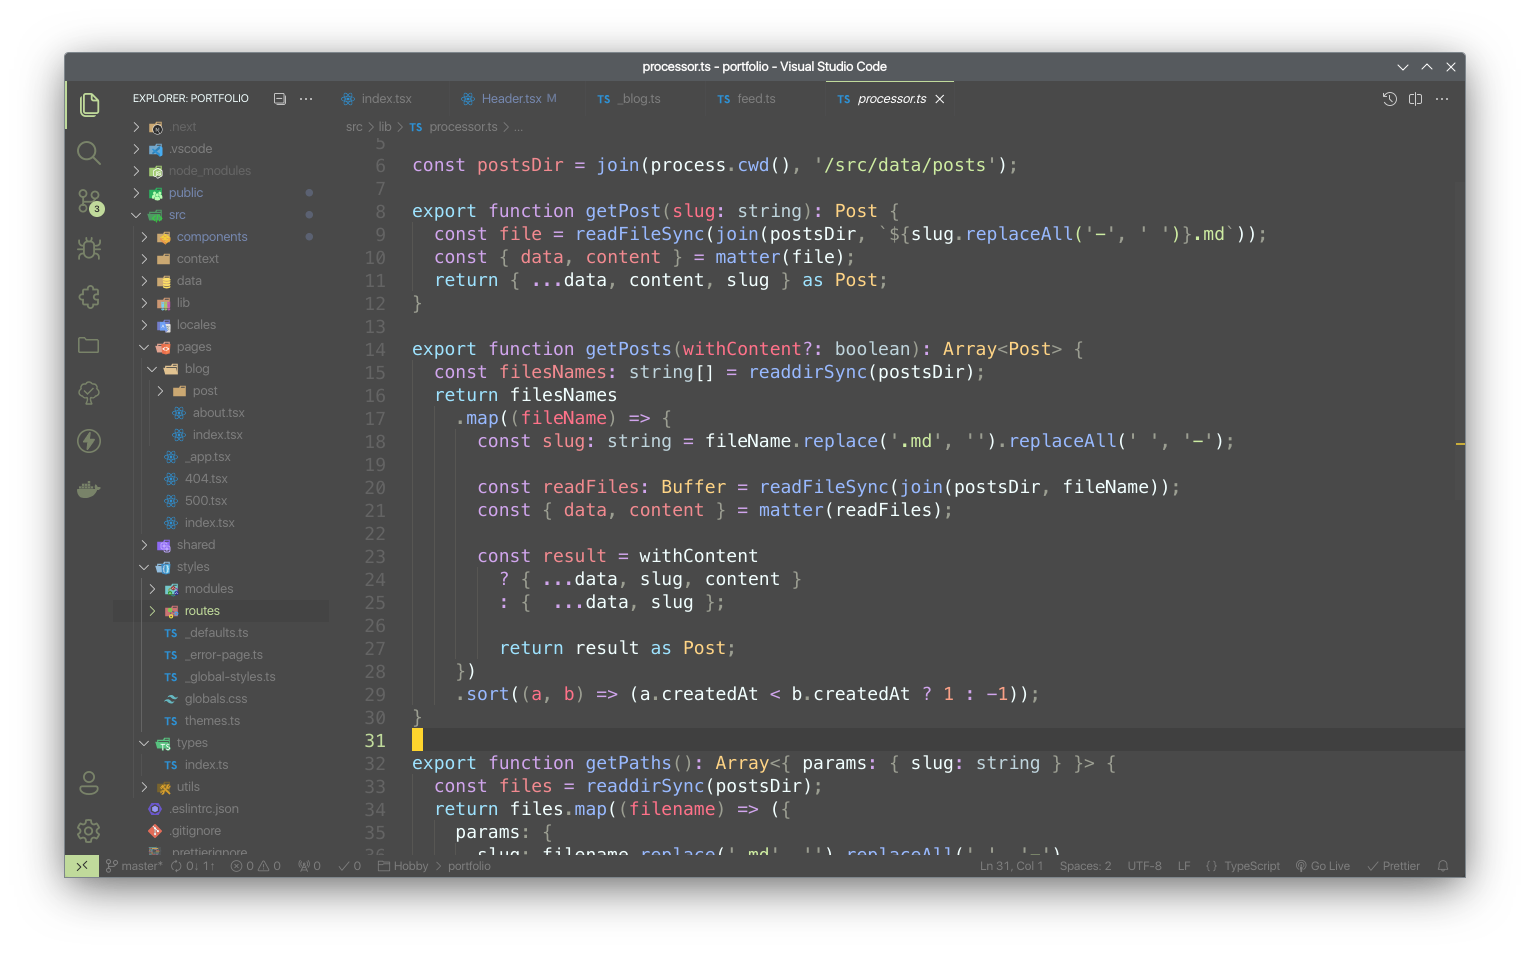 processor.ts - portfolio - Visual Studio Code
EXPLORER: PORTFOLIO
.next
.vscode
node_modules
public
src
components
context
data
lib
locales
pages
blog
post
about.tsx
index.tsx
_app.tsx
404.tsx
500.tsx
index.tsx
shared
styles
modules
routes
TS _defaults.ts
TS _error-page.ts
TS _global-styles.ts
globals.css
TS themes.ts
types
TS index.ts
utils
.eslintrc.json
.gitignore
.prettierignore
3
index.tsx Header.tsx M TS _blog.ts TS feed.ts TS processor.ts
src > lib > TS processor.ts > ...
5
6 const postsDir = join(process.cwd(), '/src/data/posts');
7
8 export function getPost(slug: string): Post {
9 const file = readFileSync(join(postsDir, `${slug.replaceAll('-', ' ')}.md`));
10 const { data, content } = matter(file);
11 return { ...data, content, slug } as Post;
12 }
13
14 export function getPosts(withContent?: boolean): Array<Post> {
15 const filesNames: string[] = readdirSync(postsDir);
16 return filesNames
17 .map((fileName) => {
18 const slug: string = fileName.replace('.md', '').replaceAll(' ', '-');
19
20 const readFiles: Buffer = readFileSync(join(postsDir, fileName));
21 const { data, content } = matter(readFiles);
22
23 const result = withContent
24 ? { ...data, slug, content }
25 : {  ...data, slug };
26
27 return result as Post;
28 })
29 .sort((a, b) => (a.createdAt < b.createdAt ? 1 : -1));
30 }
31
32 export function getPaths(): Array<{ params: { slug: string } }> {
33 const files = readdirSync(postsDir);
34 return files.map((filename) => ({
35 params: {
36 slug: filename.replace('.md', '').replaceAll(' ', '-')
master* 0↓ 1↑ 0 0 0 0 Hobby > portfolio Ln 31, Col 1 Spaces: 2 UTF-8 LF { } TypeScript Go Live Prettier